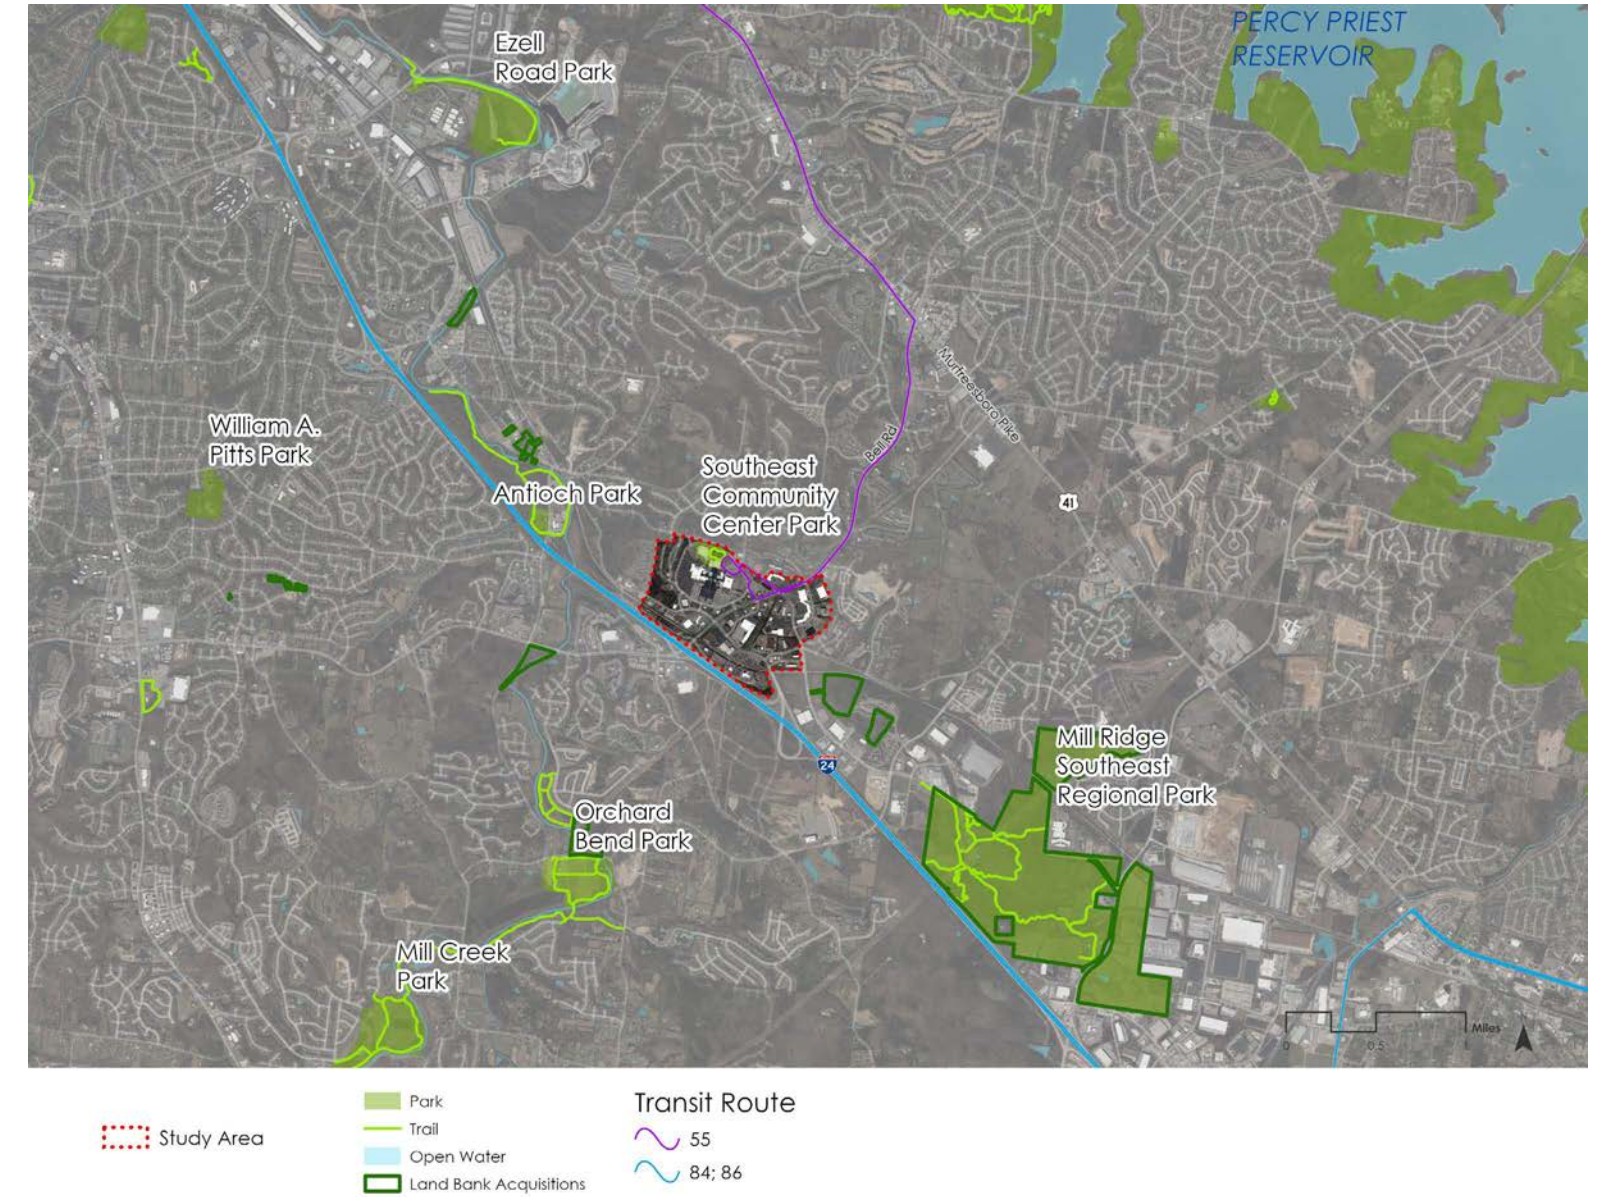 PERCY PRIEST
RESERVOIR
Ezell
Road Park
Murfreesboro Pike
William A.
Pitts Park
Bell Rd
Southeast
Community
Center Park
Antioch Park
41
Mill Ridge
Southeast
Regional Park
24
Orchard
Bend Park
Mill Creek
Park
Miles
0 0.5 1
Study Area
Park
Trail
Open Water
Land Bank Acquisitions
Transit Route
55
84; 86